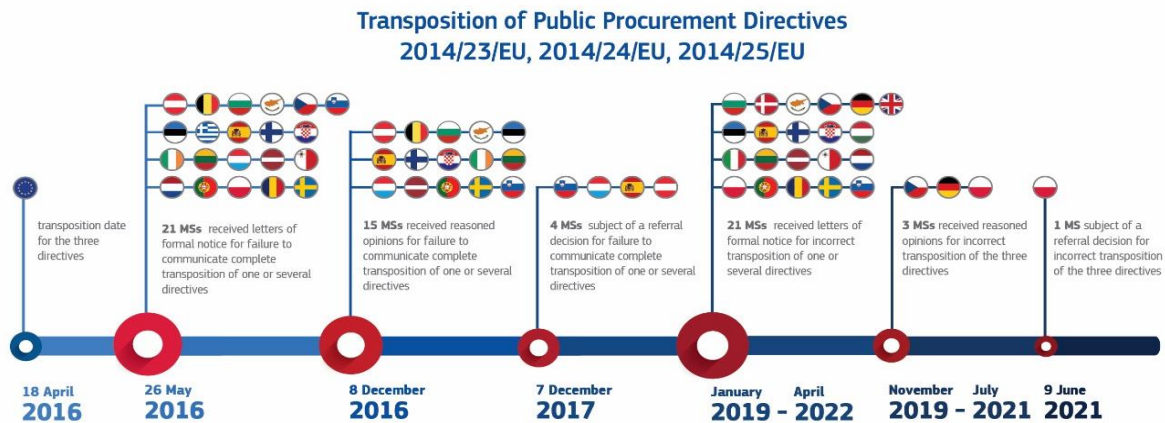 Transposition of Public Procurement Directives
2014/23/EU, 2014/24/EU, 2014/25/EU
transposition date
for the three
directives
21 MSs received letters of
formal notice for failure to
communicate complete
transposition of one or several
directives
15 MSs received reasoned
opinions for failure to
communicate complete
transposition of one or several
directives
4 MSs subject of a referral
decision for failure to
communicate complete
transposition of one or several
directives
21 MSs received letters of
formal notice for incorrect
transposition of one or
several directives
3 MSs received reasoned
opinions for incorrect
transposition of the three
directives
1 MS subject of a
referral decision for
incorrect transposition
of the three directives
18 April
2016
26 May
2016
8 December
2016
7 December
2017
January April
2019 – 2022
November July
2019 – 2021
9 June
2021